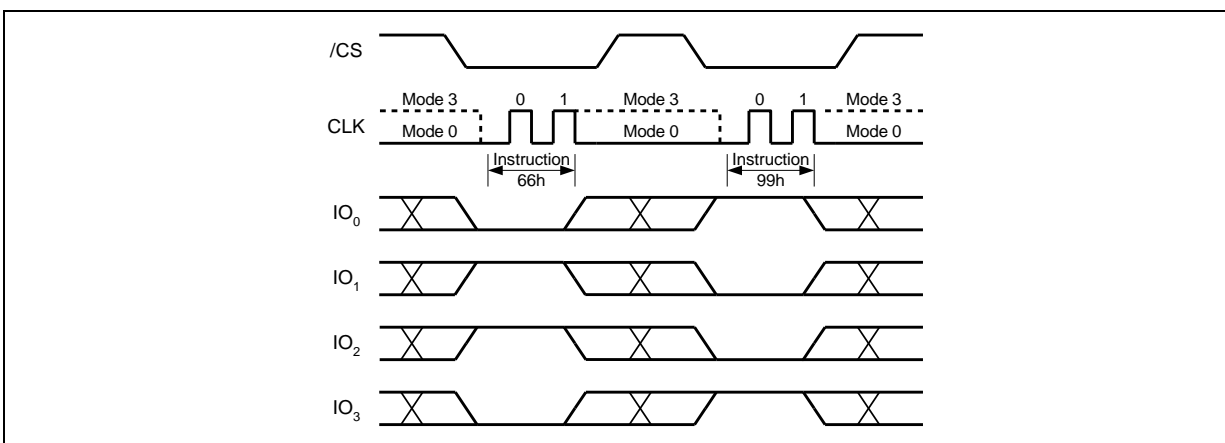 /CS
Mode 3 0 1 Mode 3 0 1 Mode 3
CLK Mode 0 Mode 0 Mode 0
Instruction Instruction
66h 99h
IO0
IO1
IO2
IO3